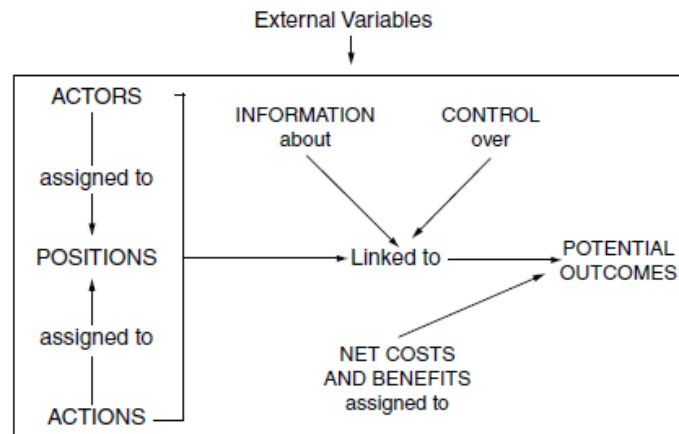 External Variables
ACTORS
assigned to
POSITIONS
assigned to
ACTIONS
INFORMATION
about
CONTROL
over
Linked to
POTENTIAL
OUTCOMES
NET COSTS
AND BENEFITS
assigned to